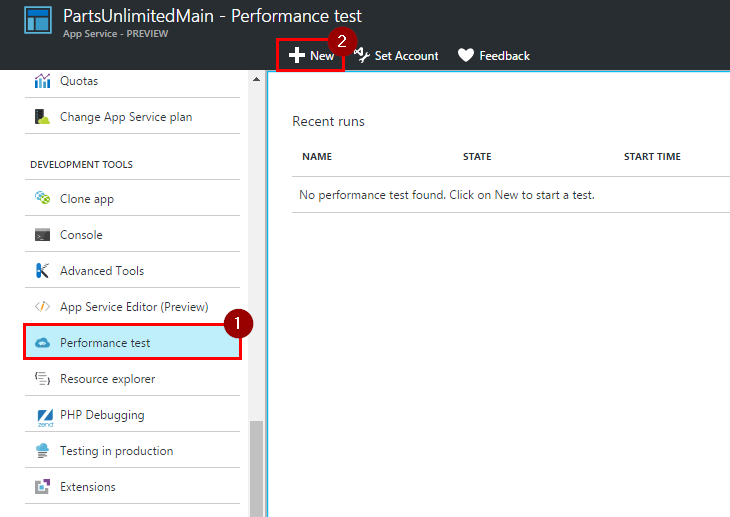 PartsUnlimitedMain - Performance test
App Service - PREVIEW
2
New
Set Account
Feedback
Quotas
Change App Service plan
DEVELOPMENT TOOLS
Clone app
Console
Advanced Tools
App Service Editor (Preview)
1
Performance test
Resource explorer
zend
PHP Debugging
Testing in production
Extensions
Recent runs
NAME STATE START TIME
No performance test found. Click on New to start a test.